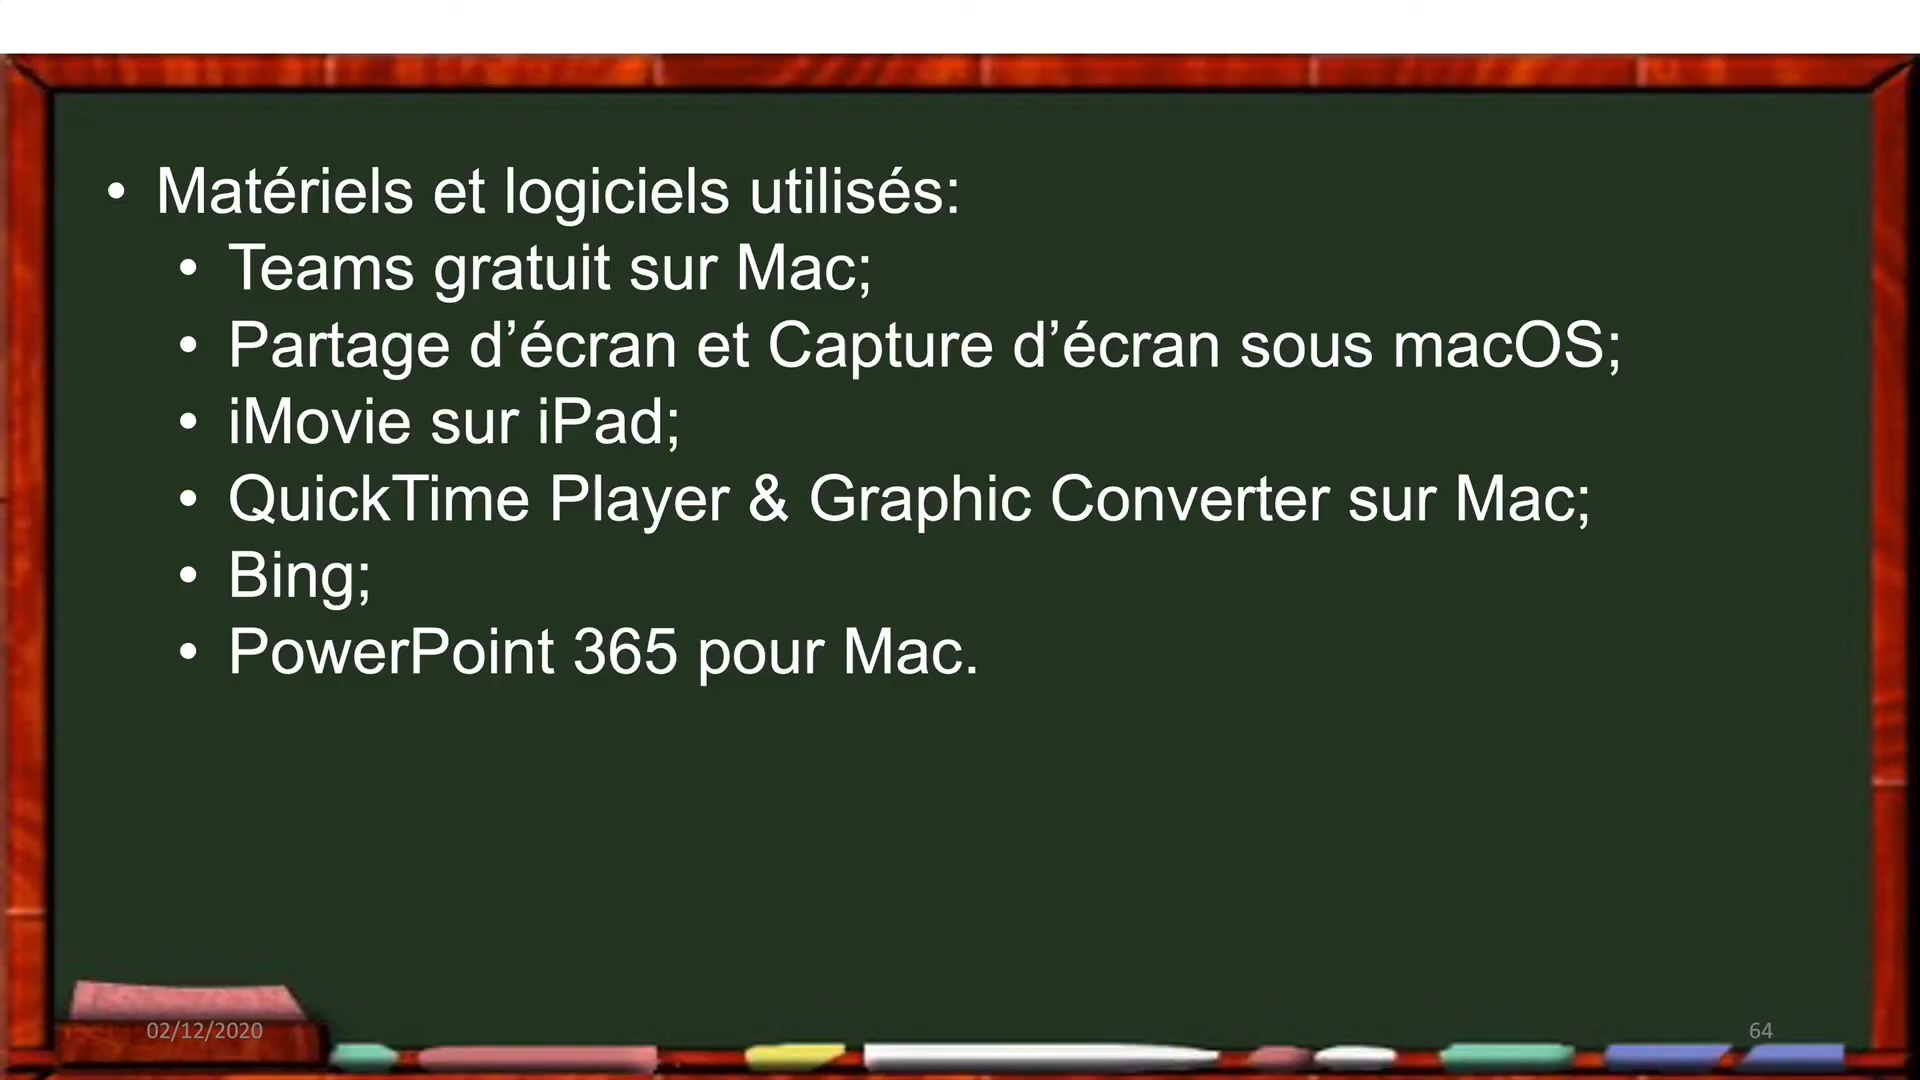 • Matériels et logiciels utilisés:
• Teams gratuit sur Mac;
• Partage d’écran et Capture d’écran sous macOS;
• iMovie sur iPad;
• QuickTime Player & Graphic Converter sur Mac;
• Bing;
• PowerPoint 365 pour Mac.
02/12/2020
64